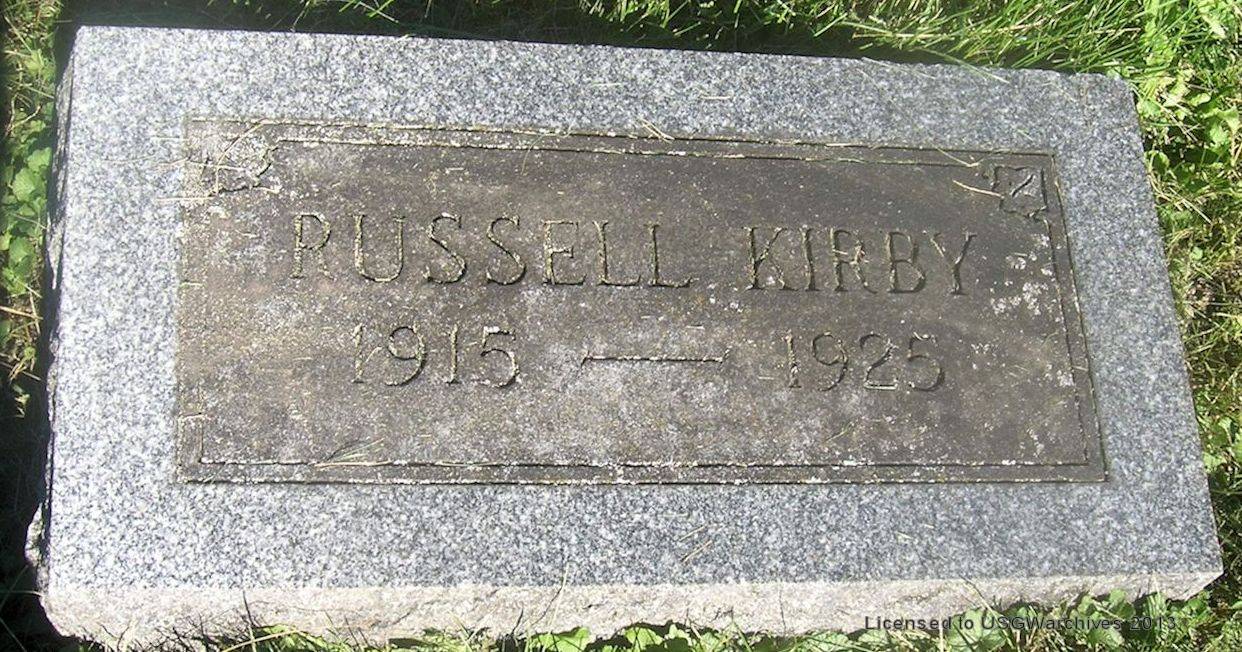 RUSSELL KIRBY
1915 — 1925
Licensed to USGWarchives 2013